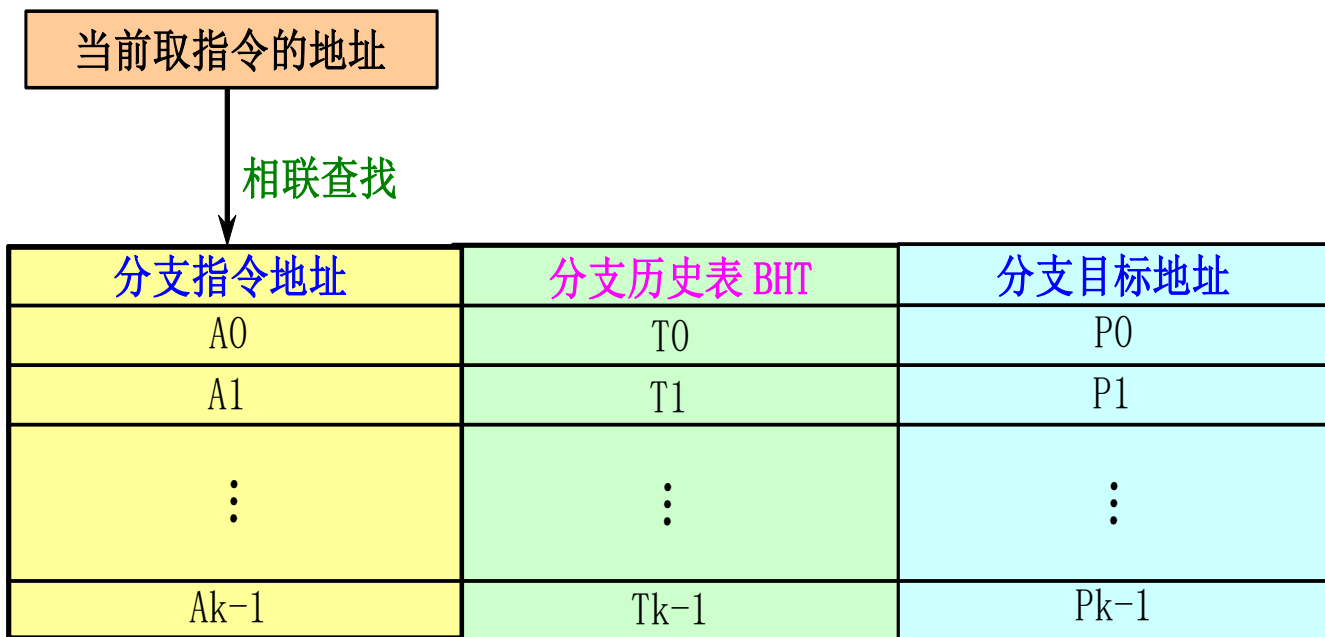 当前取指令的地址
相联查找
分支指令地址 分支历史表 BHT 分支目标地址
A0 T0 P0
A1 T1 P1
⋮ ⋮ ⋮
Ak-1 Tk-1 Pk-1